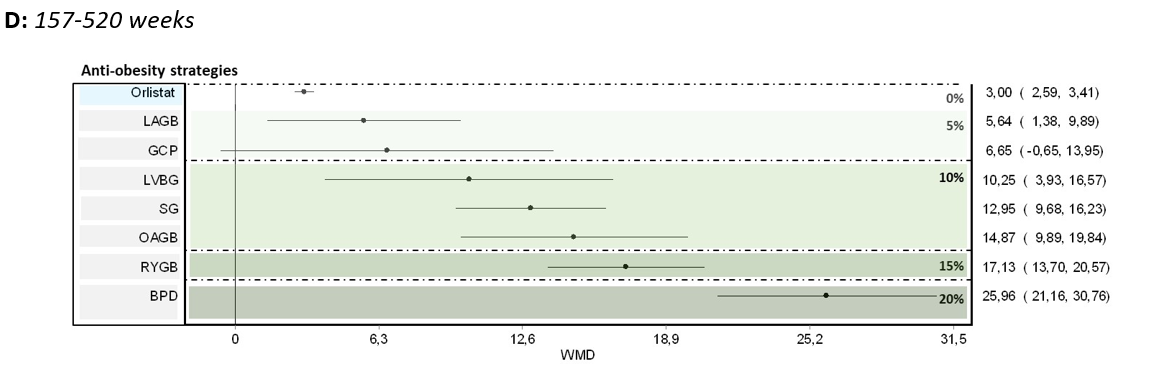 D: 157-520 weeks
Anti-obesity strategies
Orlistat 0% 3,00 ( 2,59, 3,41)
LAGB 5% 5,64 ( 1,38, 9,89)
GCP 6,65 (-0,65, 13,95)
LVBG 10% 10,25 ( 3,93, 16,57)
SG 12,95 ( 9,68, 16,23)
OAGB 14,87 ( 9,89, 19,84)
RYGB 15% 17,13 ( 13,70, 20,57)
BPD 20% 25,96 ( 21,16, 30,76)
0 6,3 12,6 18,9 25,2 31,5
WMD